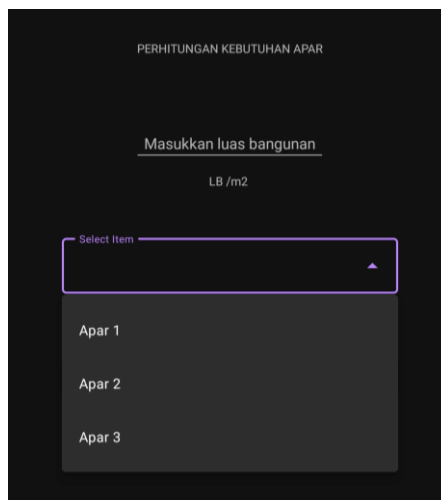 PERHITUNGAN KEBUTUHAN APAR
Masukkan luas bangunan
LB /m2
Select Item
Apar 1
Apar 2
Apar 3